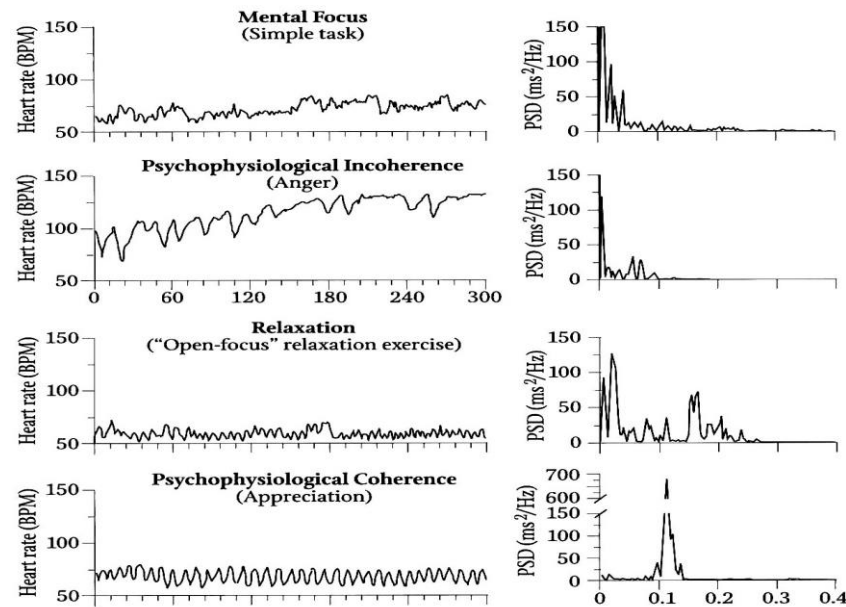 Mental Focus
(Simple task)
Heart rate (BPM)
150
100
50
PSD (ms²/Hz)
150
100
50
0
Psychophysiological Incoherence
(Anger)
Heart rate (BPM)
150
100
50
0 60 120 180 240 300
PSD (ms²/Hz)
150
100
50
0
Relaxation
("Open-focus" relaxation exercise)
Heart rate (BPM)
150
100
50
PSD (ms²/Hz)
150
100
50
0
Psychophysiological Coherence
(Appreciation)
Heart rate (BPM)
150
100
50
PSD (ms²/Hz)
700
600
150
100
50
0
0 0.1 0.2 0.3 0.4